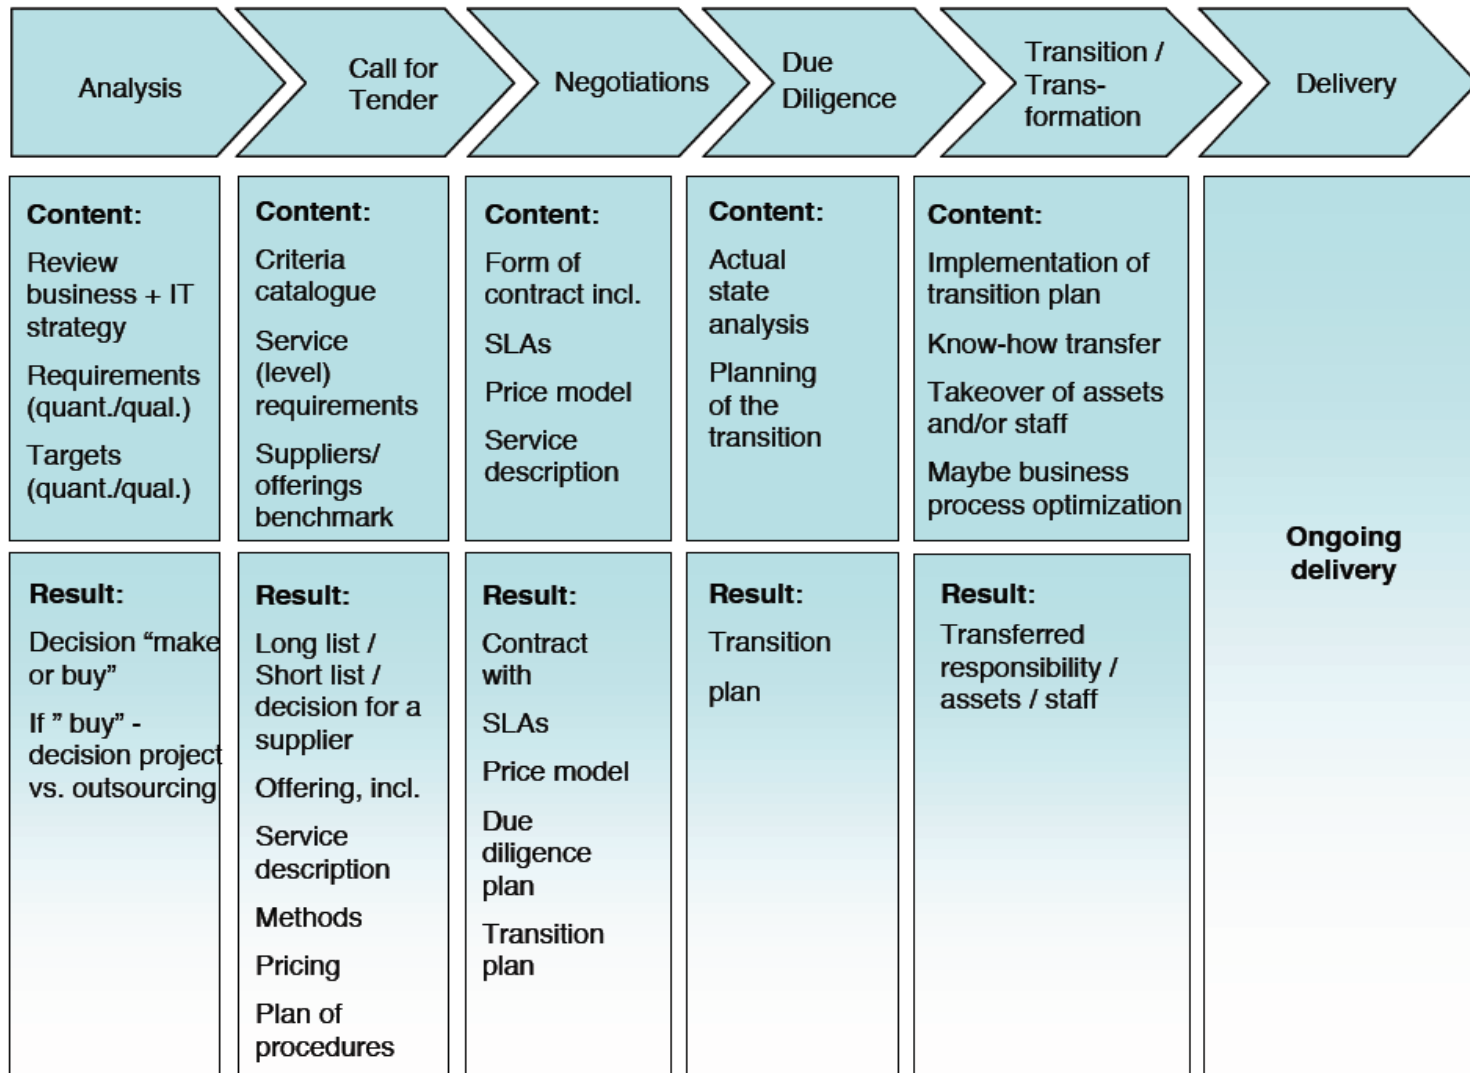 Analysis
Call for
Tender
Negotiations
Due
Diligence
Transition /
Trans-
formation
Delivery
Content:
Review
business + IT
strategy
Requirements
(quant./qual.)
Targets
(quant./qual.)
Content:
Criteria
catalogue
Service
(level)
requirements
Suppliers/
offerings
benchmark
Content:
Form of
contract incl.
SLAs
Price model
Service
description
Content:
Actual
state
analysis
Planning
of the
transition
Content:
Implementation of
transition plan
Know-how transfer
Takeover of assets
and/or staff
Maybe business
process optimization
Ongoing
delivery
Result:
Decision “make
or buy”
If ” buy” -
decision project
vs. outsourcing
Result:
Long list /
Short list /
decision for a
supplier
Offering, incl.
Service
description
Methods
Pricing
Plan of
procedures
Result:
Contract
with
SLAs
Price model
Due
diligence
plan
Transition
plan
Result:
Transition
plan
Result:
Transferred
responsibility /
assets / staff